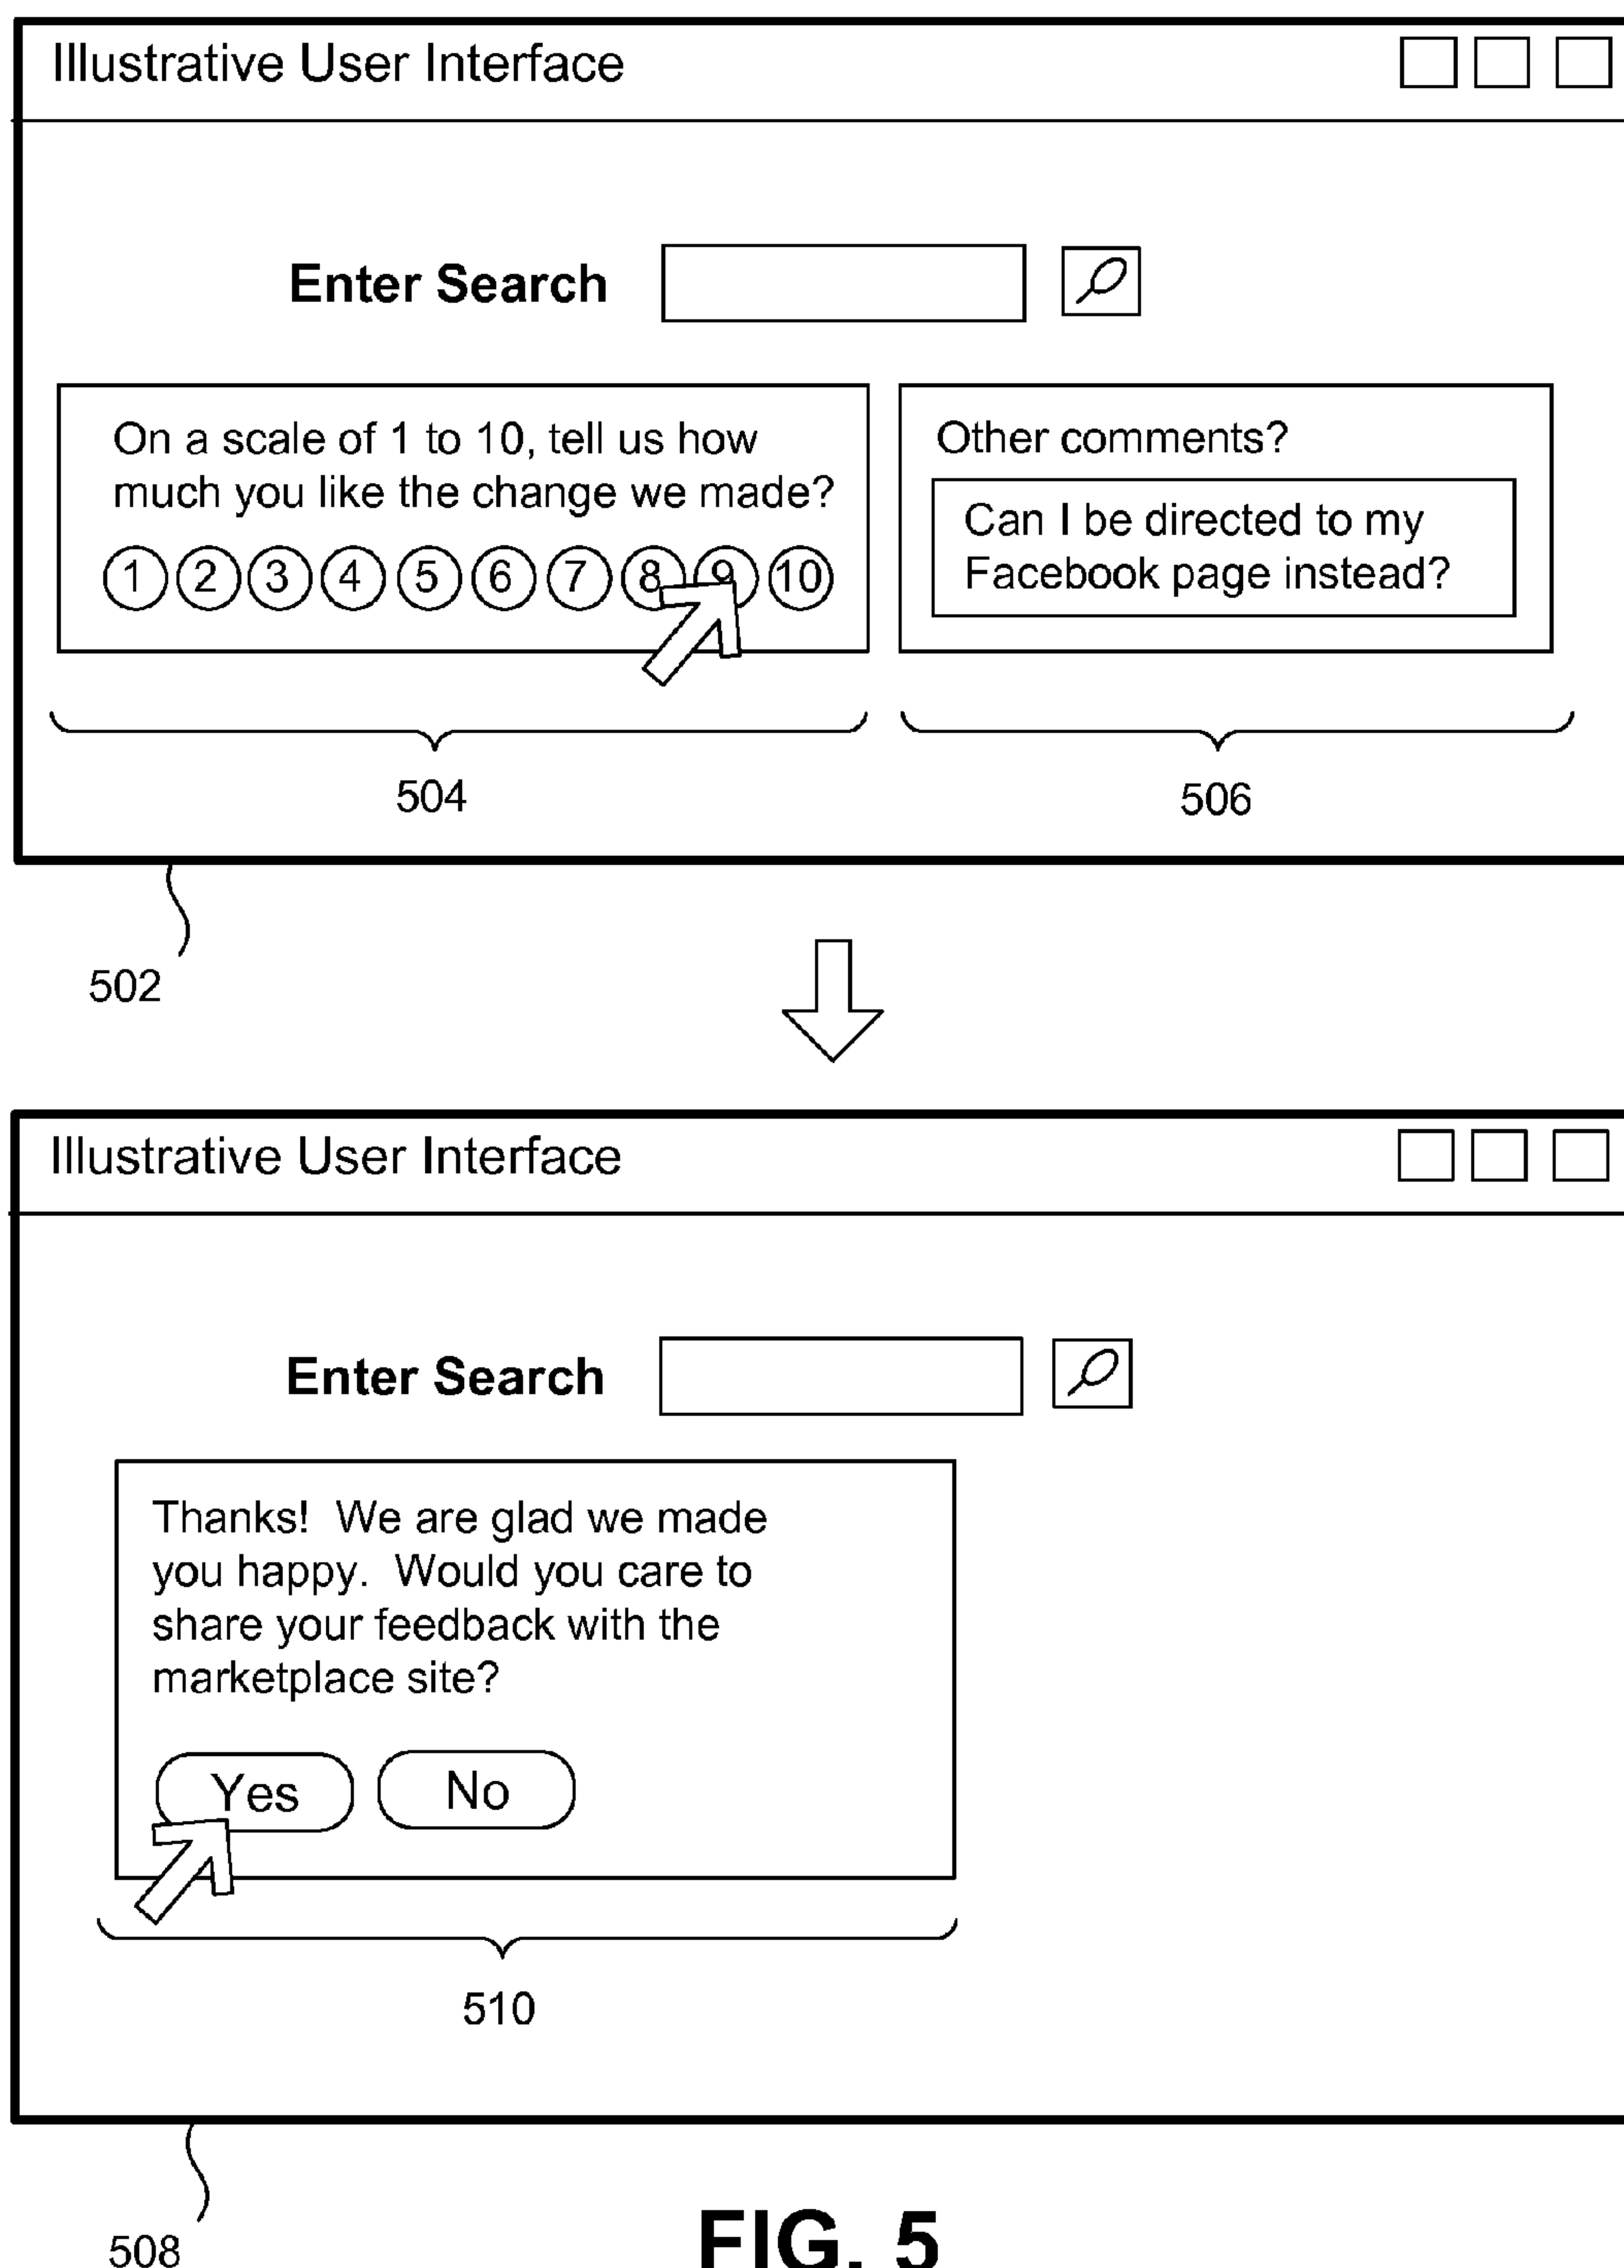 Illustrative User Interface
Enter Search
On a scale of 1 to 10, tell us how
much you like the change we made?
1 2 3 4 5 6 7 8 9 10
Other comments?
Can I be directed to my
Facebook page instead?
504
506
502
Illustrative User Interface
Enter Search
Thanks! We are glad we made
you happy. Would you care to
share your feedback with the
marketplace site?
Yes No
510
508
FIG. 5